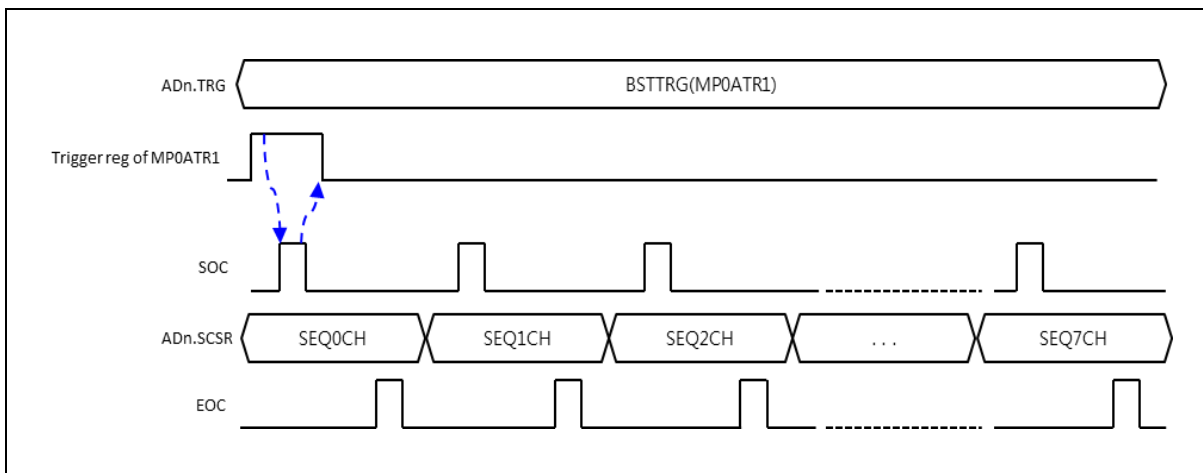 ADn.TRG
BSTTRG(MP0ATR1)
Trigger reg of MP0ATR1
SOC
ADn.SCSR
SEQ0CH SEQ1CH SEQ2CH . . . SEQ7CH
EOC